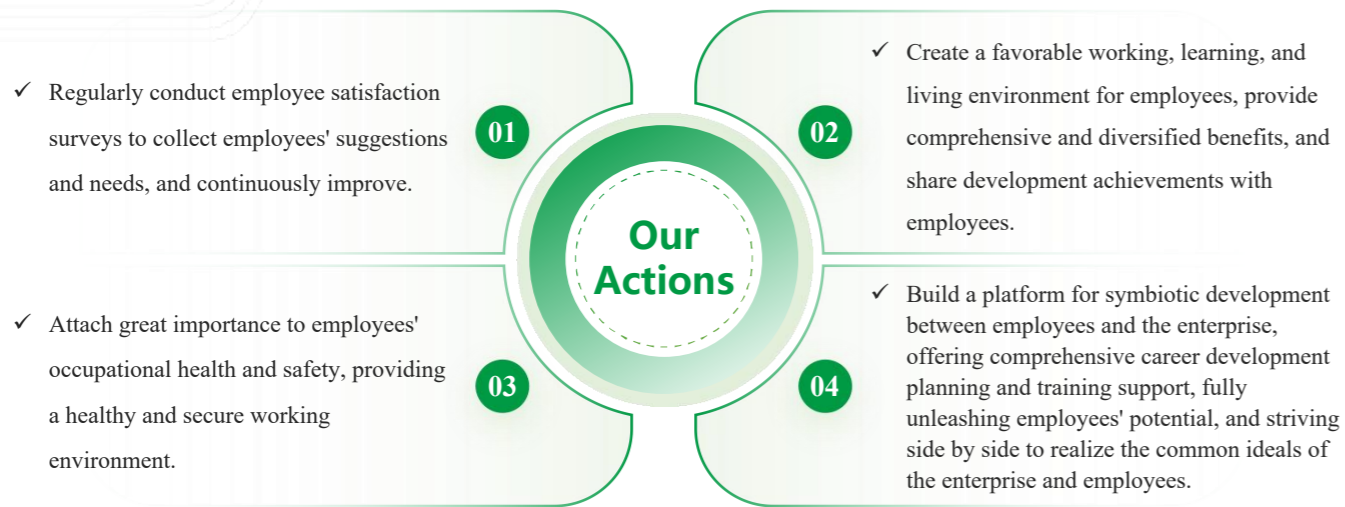 ✓ Regularly conduct employee satisfaction
surveys to collect employees' suggestions
and needs, and continuously improve.
01
02
✓ Create a favorable working, learning, and
living environment for employees, provide
comprehensive and diversified benefits, and
share development achievements with
employees.
Our
Actions
✓ Attach great importance to employees'
occupational health and safety, providing
a healthy and secure working
environment.
03
04
✓ Build a platform for symbiotic development
between employees and the enterprise,
offering comprehensive career development
planning and training support, fully
unleashing employees' potential, and striving
side by side to realize the common ideals of
the enterprise and employees.